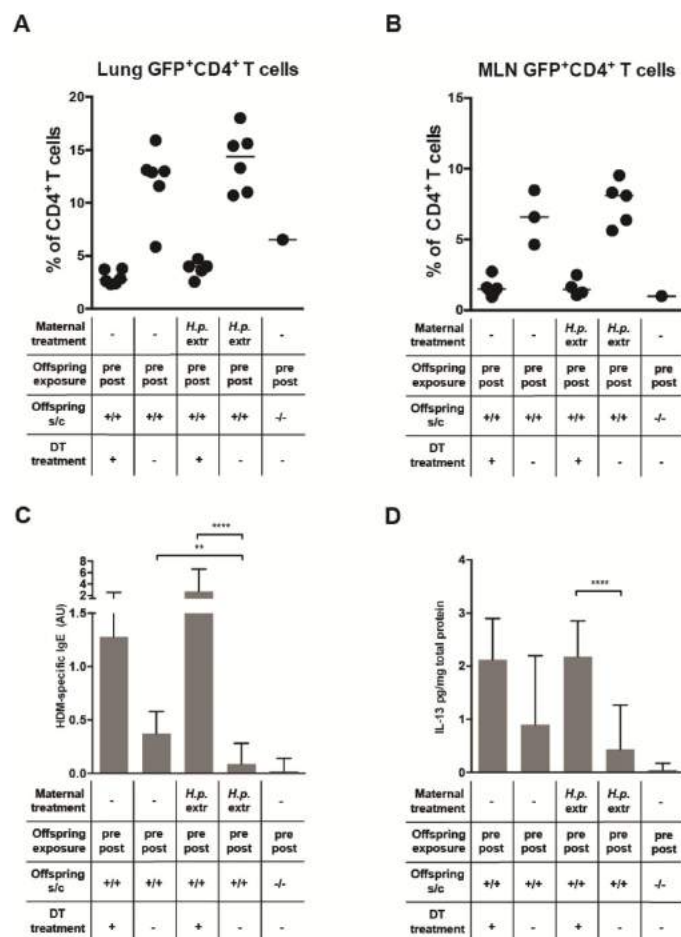 A
Lung GFP⁺CD4⁺ T cells
% of CD4⁺ T cells
20
15
10
5
0
Maternal treatment - - H.p. extr H.p. extr -
Offspring exposure pre post pre post pre post pre post pre post
Offspring s/c +/+ +/+ +/+ +/+ -/-
DT treatment + - + - -
B
MLN GFP⁺CD4⁺ T cells
% of CD4⁺ T cells
15
10
5
0
Maternal treatment - - H.p. extr H.p. extr -
Offspring exposure pre post pre post pre post pre post pre post
Offspring s/c +/+ +/+ +/+ +/+ -/-
DT treatment + - + - -
C
****
**
HDM-specific IgE (AU)
8
6
4
2
1.5
1.0
0.5
0.0
Maternal treatment - - H.p. extr H.p. extr -
Offspring exposure pre post pre post pre post pre post pre post
Offspring s/c +/+ +/+ +/+ +/+ -/-
DT treatment + - + - -
D
****
IL-13 pg/mg total protein
4
3
2
1
0
Maternal treatment - - H.p. extr H.p. extr -
Offspring exposure pre post pre post pre post pre post pre post
Offspring s/c +/+ +/+ +/+ +/+ -/-
DT treatment + - + - -